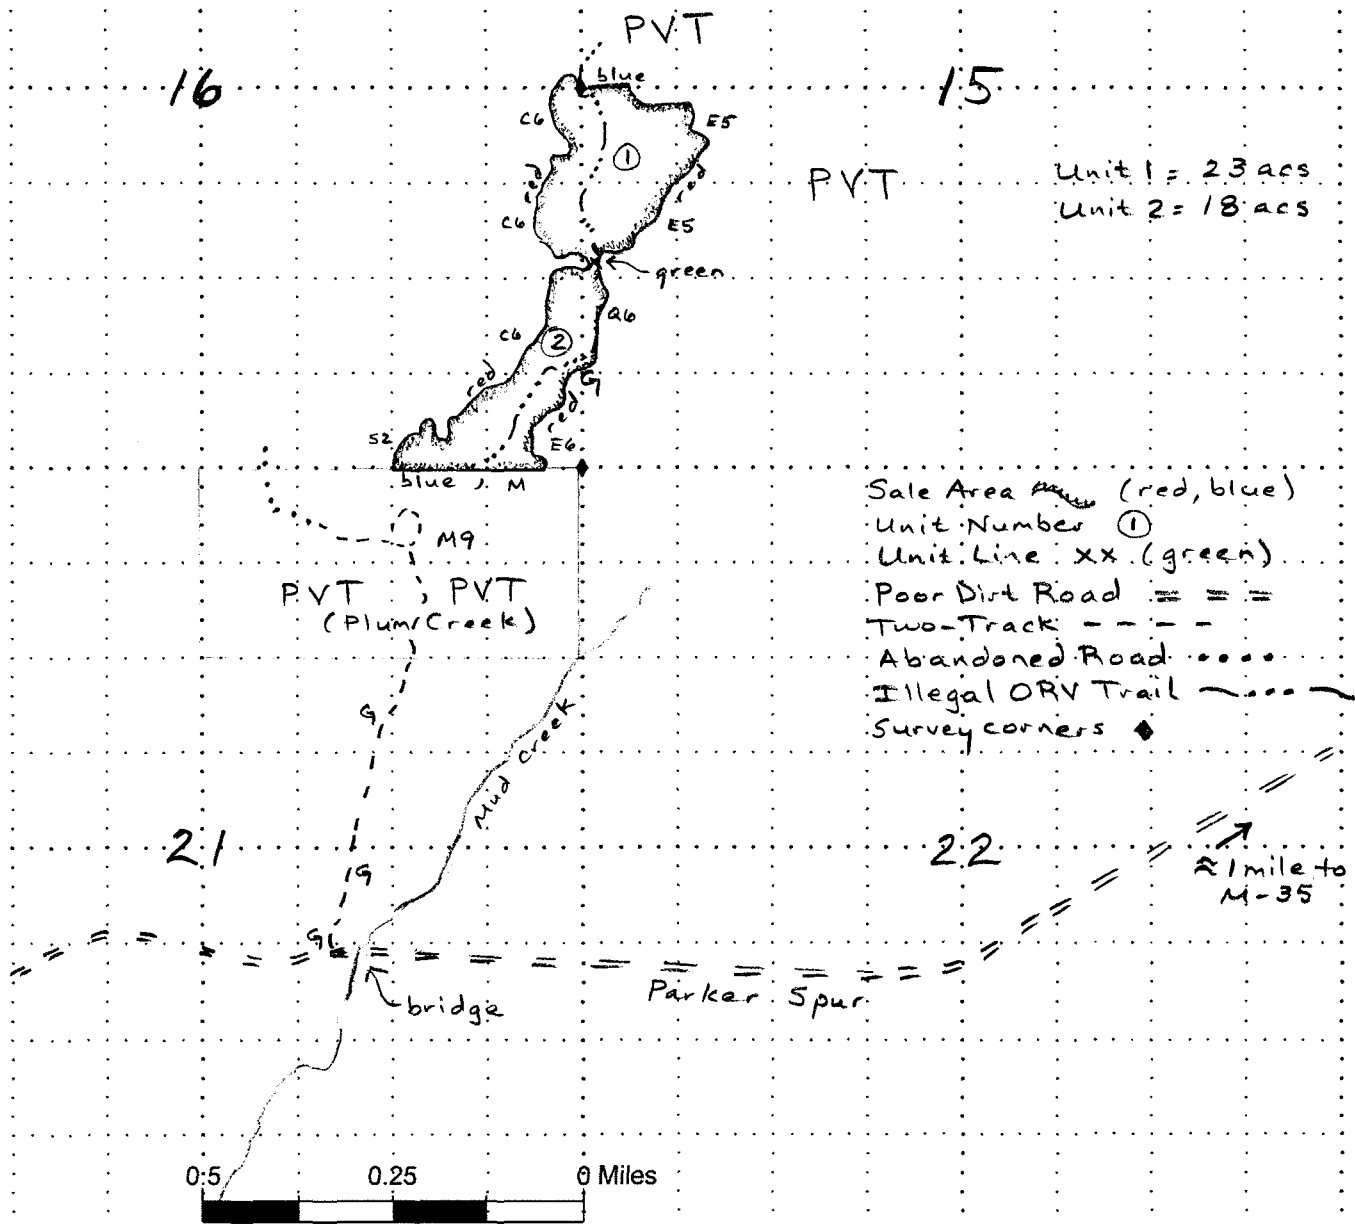 PVT
16
blue
15
C6
E5
1
red
red
PVT
Unit 1 = 23 acs
Unit 2 = 18 acs
C6
E5
green
Q6
C6
2
red
G
red
S2
E6
blue
M
Sale Area (red, blue)
Unit Number 1
Unit Line xx (green)
Poor Dirt Road = = =
Two-Track - - - -
Abandoned Road ....
Illegal ORV Trail
Survey corners ◆
M9
PVT PVT
(Plum Creek)
G
Mud Creek
21
22
G
≈ 1 mile to
M-35
G
bridge
Parker Spur
0.5 0.25 0 Miles